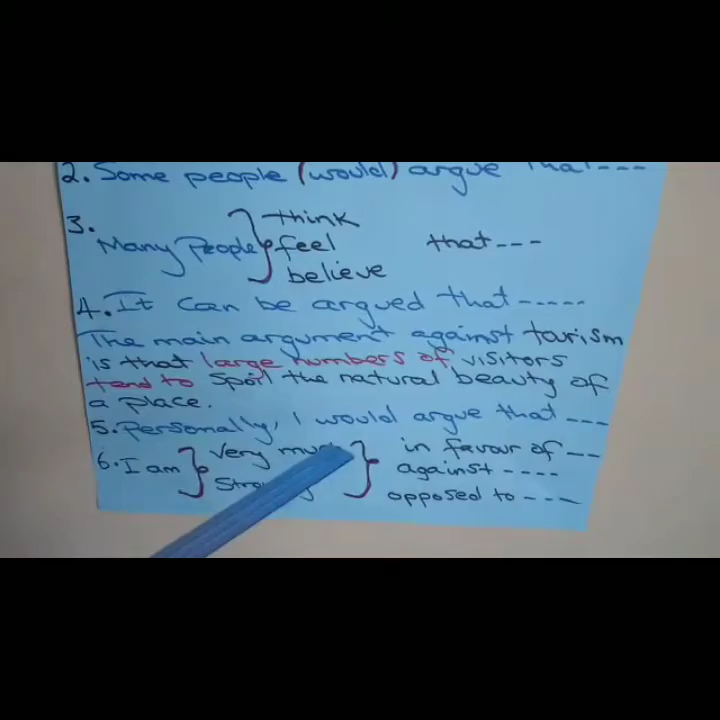 2. Some people (would) argue that---
3.
Many People } think
feel that---
believe
4. It can be argued that-----
The main argument against tourism
is that large numbers of visitors
tend to spoil the natural beauty of
a place.
5. Personally, I would argue that ---
6. I am } Very } in favour of ---
against ----
opposed to ---